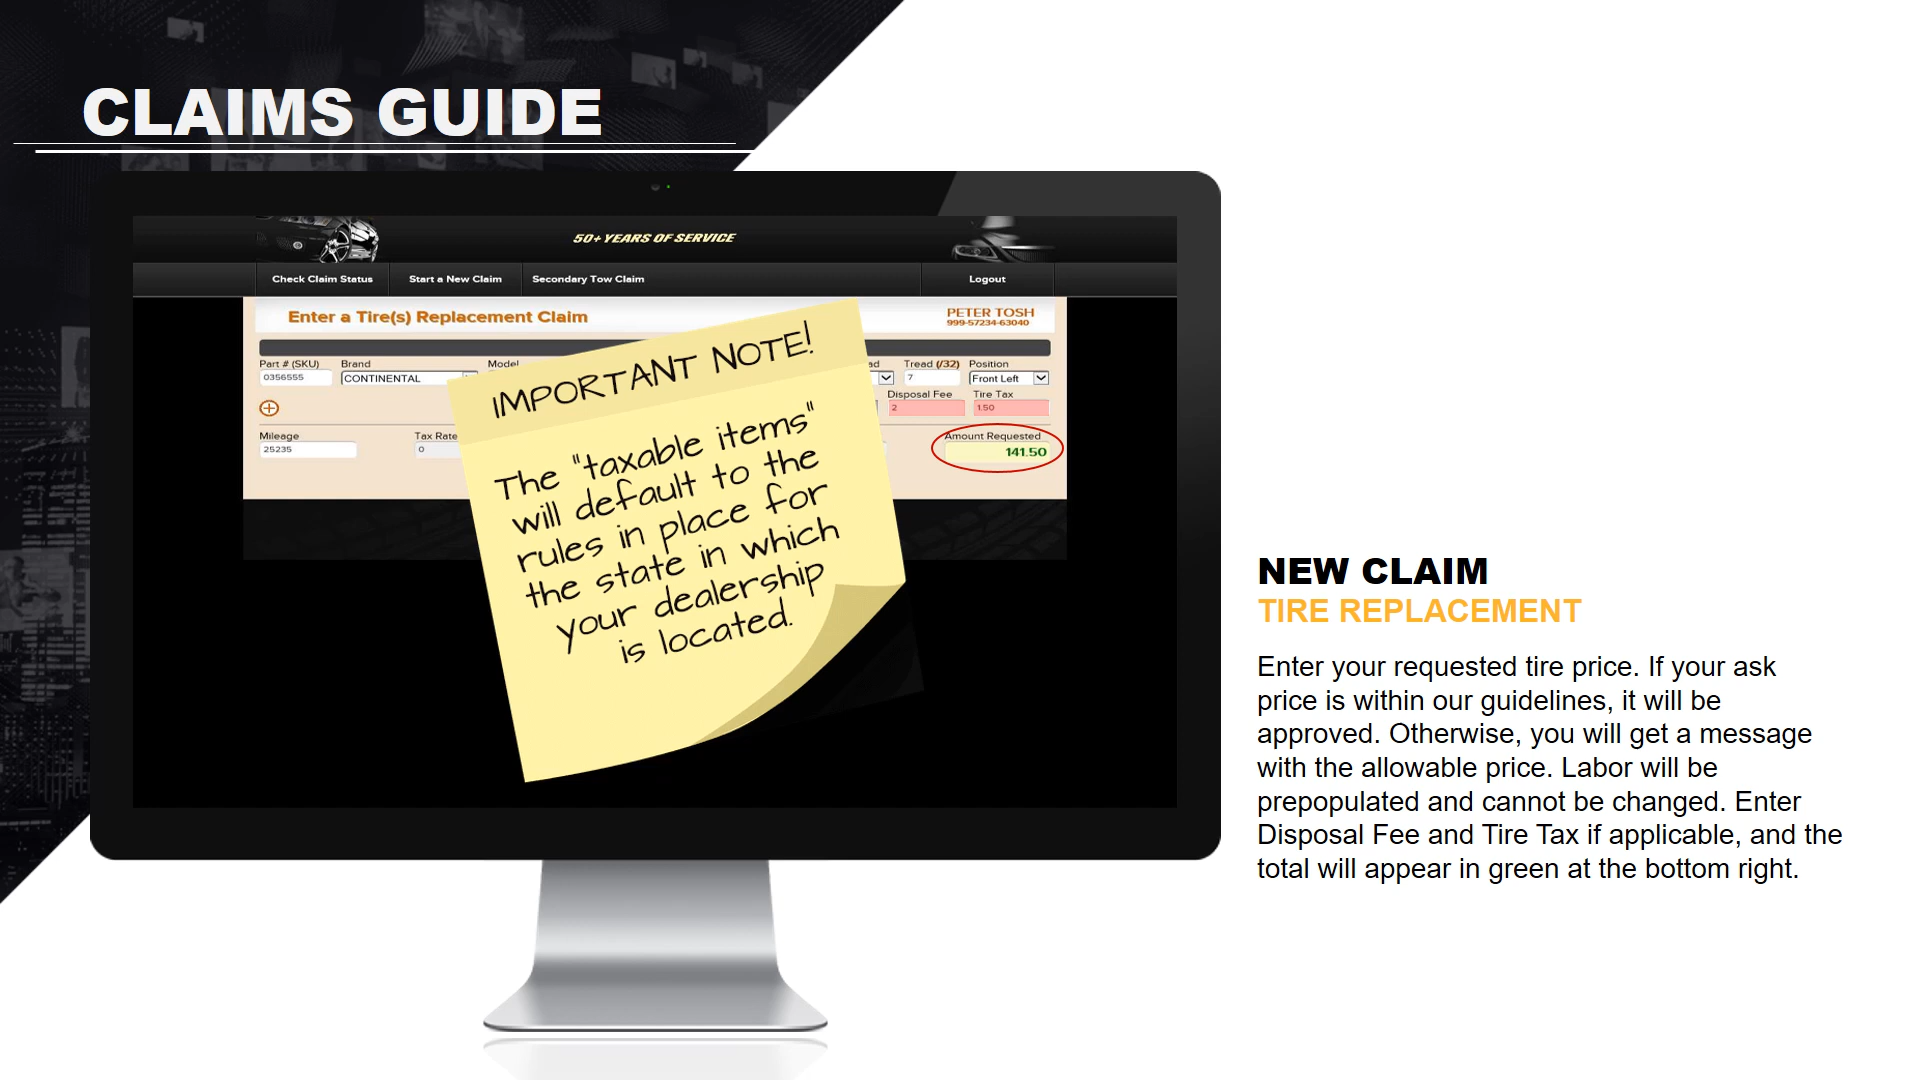 CLAIMS GUIDE
50+ YEARS OF SERVICE
Check Claim Status Start a New Claim Secondary Tow Claim Logout
Enter a Tire(s) Replacement Claim
PETER TOSH
999-57234-63040
Part # (SKU) Brand Model Tread (/32) Position
0356555 CONTINENTAL 7 Front Left
Disposal Fee Tire Tax
2 1.50
Mileage Tax Rate Amount Requested
25235 0 141.50
IMPORTANT NOTE!
The "taxable items"
will default to the
rules in place for
the state in which
your dealership
is located.
NEW CLAIM
TIRE REPLACEMENT
Enter your requested tire price. If your ask
price is within our guidelines, it will be
approved. Otherwise, you will get a message
with the allowable price. Labor will be
prepopulated and cannot be changed. Enter
Disposal Fee and Tire Tax if applicable, and the
total will appear in green at the bottom right.